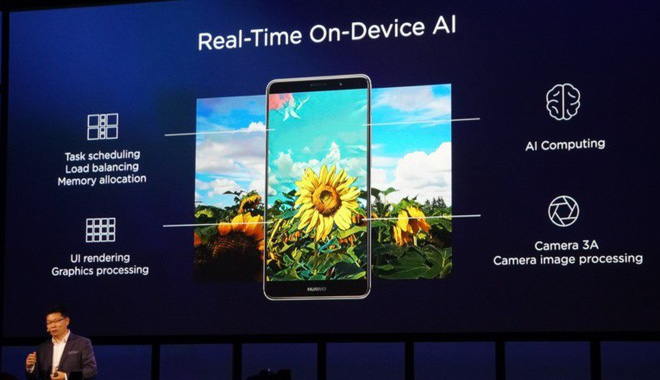 Real-Time On-Device AI
Task scheduling
Load balancing
Memory allocation
UI rendering
Graphics processing
AI Computing
Camera 3A
Camera image processing
HUAWEI